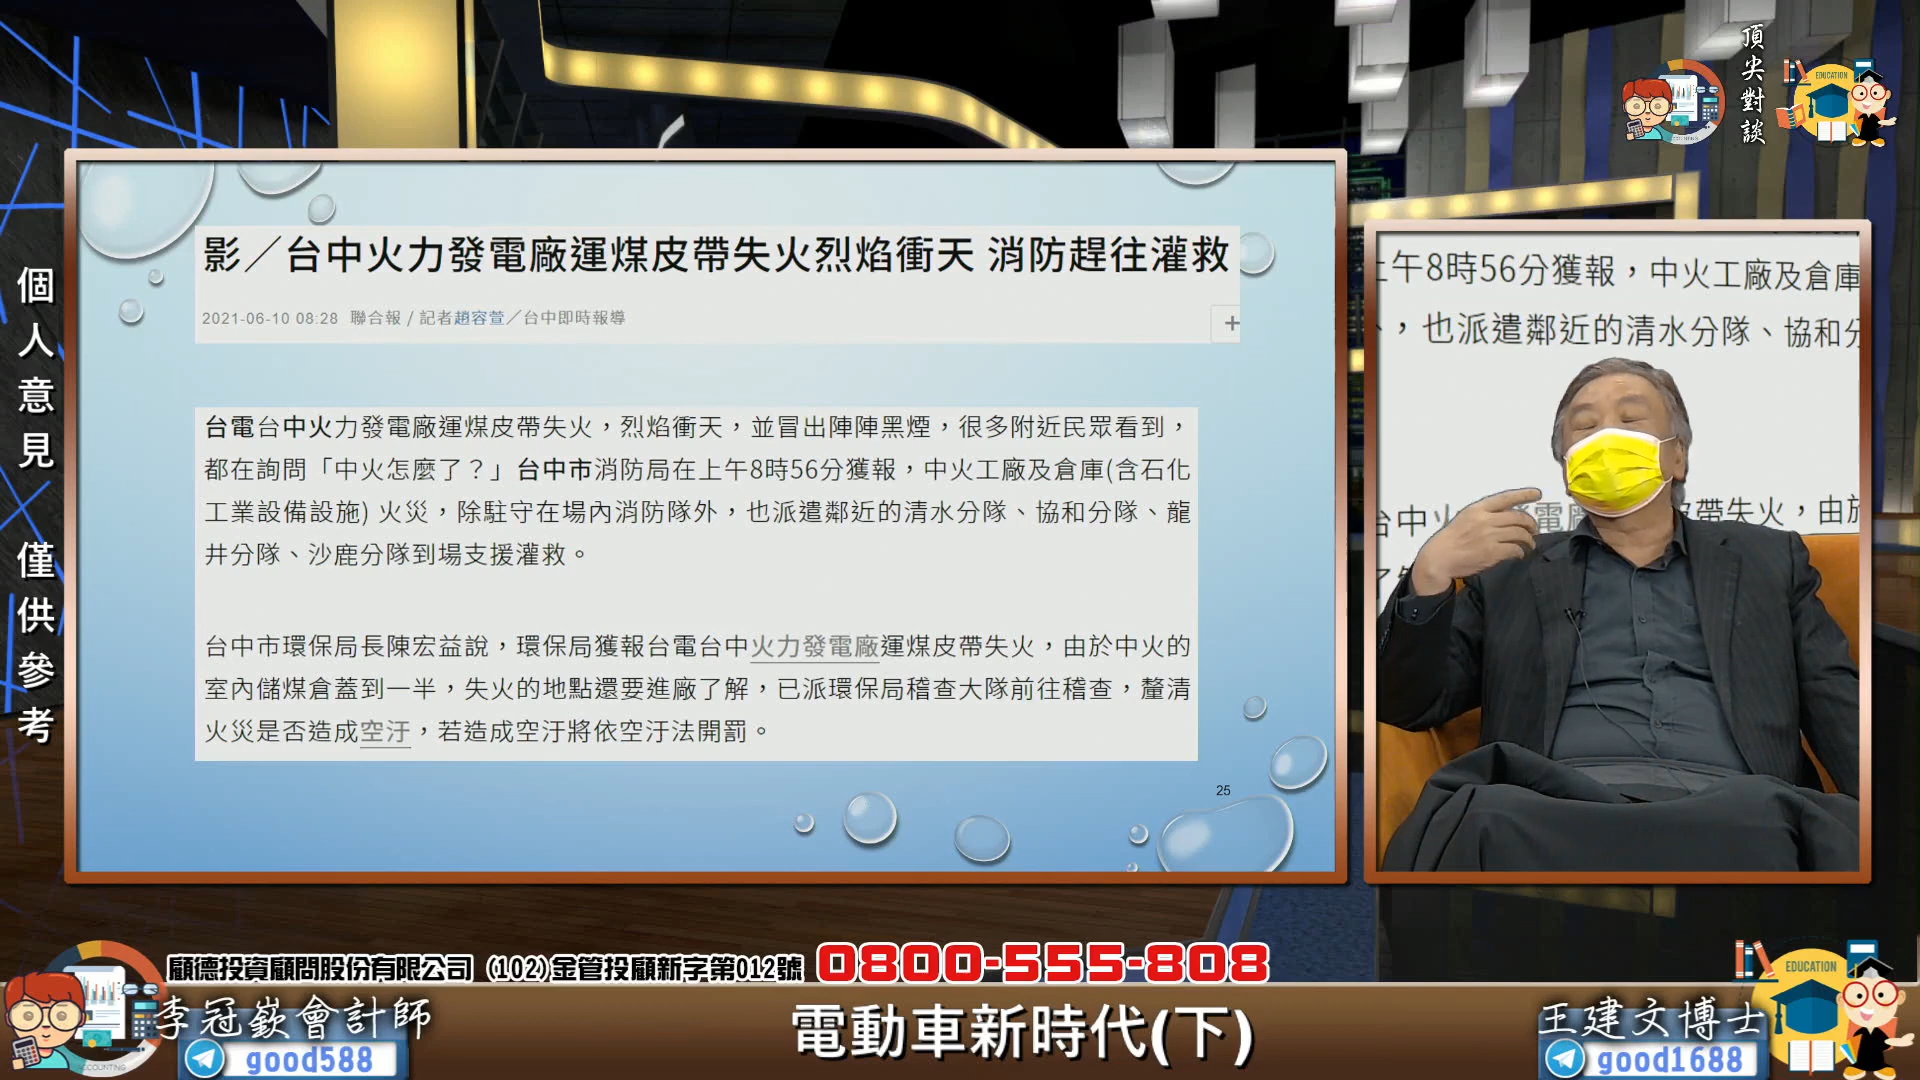 頂尖對談
EDUCATION
影／台中火力發電廠運煤皮帶失火烈焰衝天 消防趕往灌救
2021-06-10 08:28 聯合報 / 記者趙容萱／台中即時報導
+
台電台中火力發電廠運煤皮帶失火，烈焰衝天，並冒出陣陣黑煙，很多附近民眾看到，
都在詢問「中火怎麼了？」台中市消防局在上午8時56分獲報，中火工廠及倉庫(含石化
工業設備設施) 火災，除駐守在場內消防隊外，也派遣鄰近的清水分隊、協和分隊、龍
井分隊、沙鹿分隊到場支援灌救。
台中市環保局長陳宏益說，環保局獲報台電台中火力發電廠運煤皮帶失火，由於中火的
室內儲煤倉蓋到一半，失火的地點還要進廠了解，已派環保局稽查大隊前往稽查，釐清
火災是否造成空汙，若造成空汙將依空汙法開罰。
25
上午8時56分獲報，中火工廠及倉庫
，也派遣鄰近的清水分隊、協和分
台中火 發電廠 皮帶失火，由於
個人意見 僅供參考
顧德投資顧問股份有限公司 (102)金管投顧新字第012號 0800-555-808
李冠嶔會計師
good588
ACCOUNTING
電動車新時代(下)
王建文博士
good1688
EDUCATION